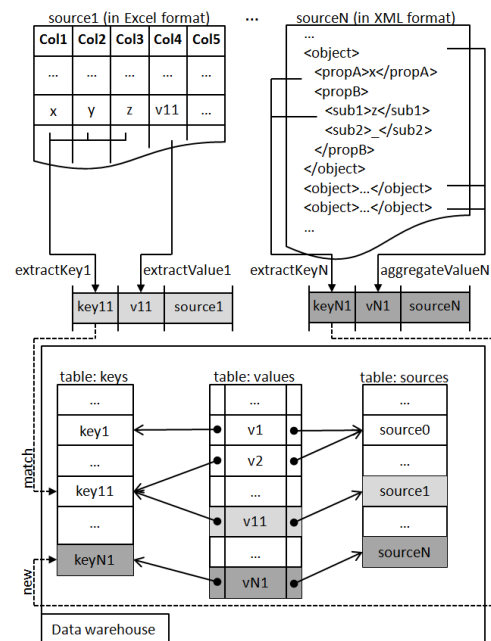 source1 (in Excel format) ... sourceN (in XML format)
Col1 Col2 Col3 Col4 Col5
... ... ... ... ...
x y z v11 ...
...
<object>
<propA>x</propA>
<propB>
<sub1>z</sub1>
<sub2>_</sub2>
</propB>
</object>
<object>...</object>
<object>...</object>
...
extractKey1 extractValue1 extractKeyN aggregateValueN
key11 v11 source1 keyN1 vN1 sourceN
table: keys table: values table: sources
... ... ...
key1 v1 source0
... v2 ...
key11 ... source1
... v11 ...
keyN1 ... sourceN
vN1
match
new
Data warehouse